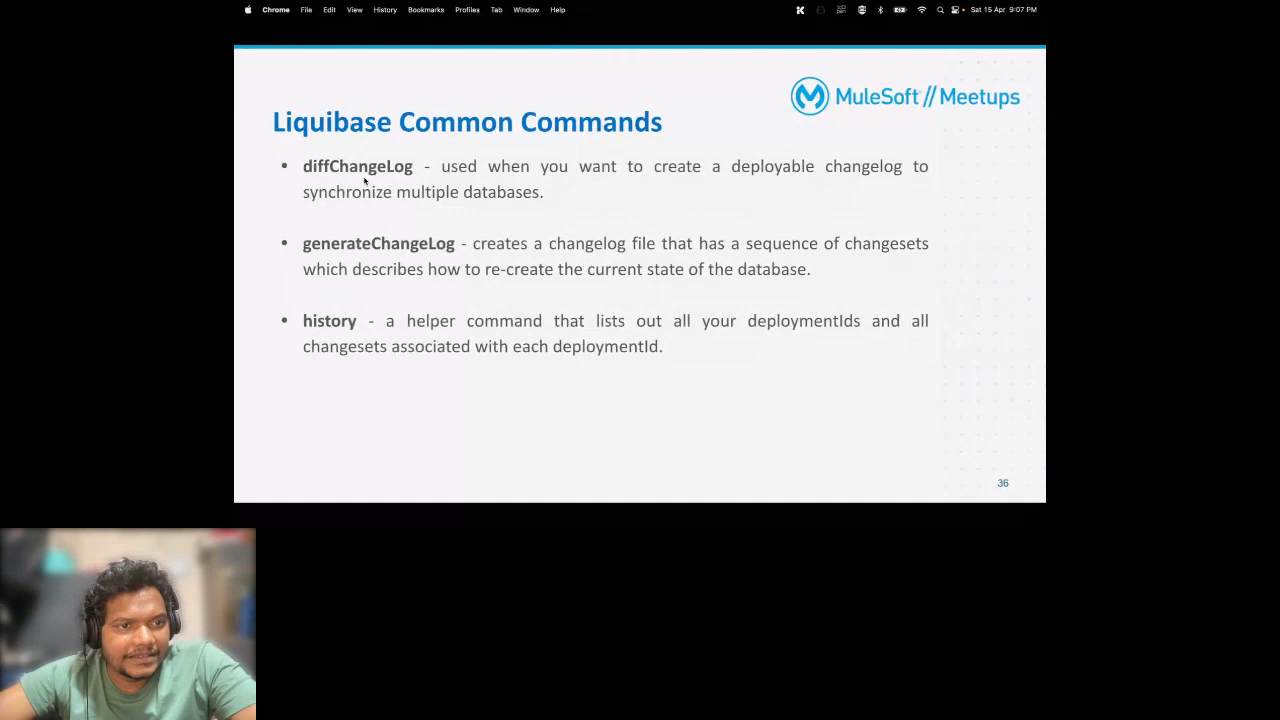 Chrome File Edit View History Bookmarks Profiles Tab Window Help Sat 15 Apr 9:07 PM
MuleSoft // Meetups
Liquibase Common Commands
• diffChangeLog - used when you want to create a deployable changelog to
synchronize multiple databases.
• generateChangeLog - creates a changelog file that has a sequence of changesets
which describes how to re-create the current state of the database.
• history - a helper command that lists out all your deploymentIds and all
changesets associated with each deploymentId.
36